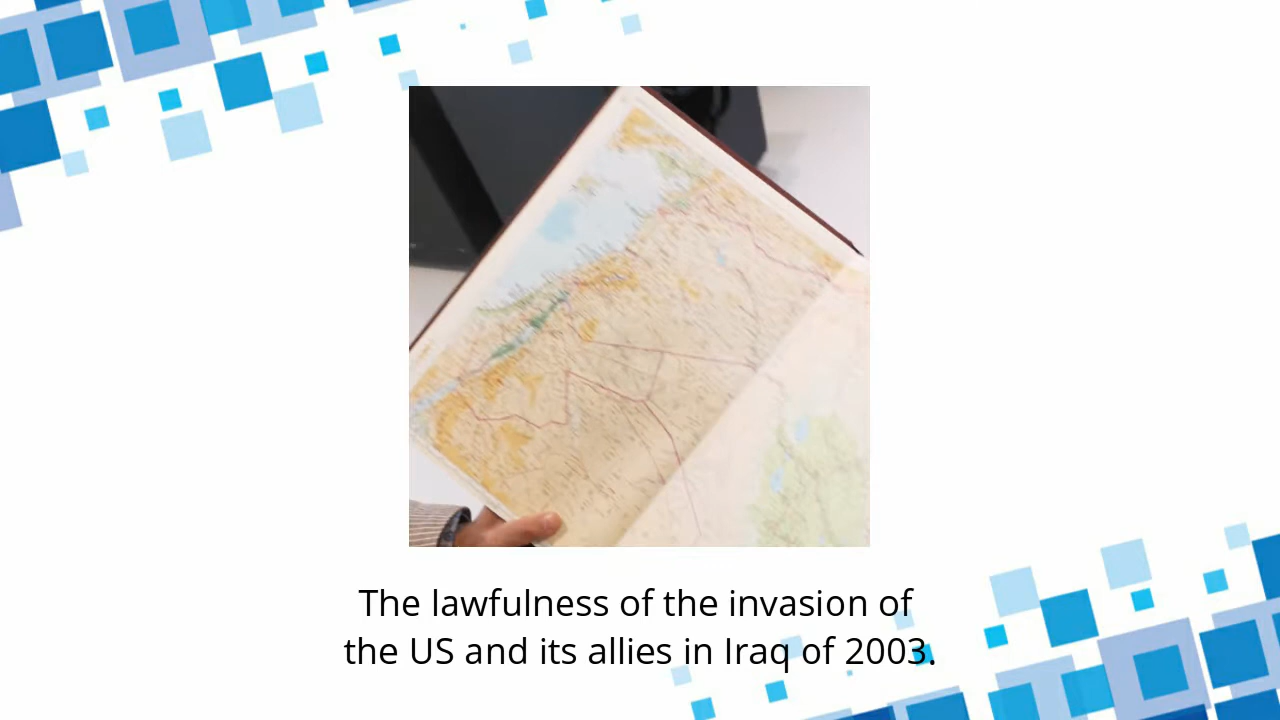 The lawfulness of the invasion of
the US and its allies in Iraq of 2003.